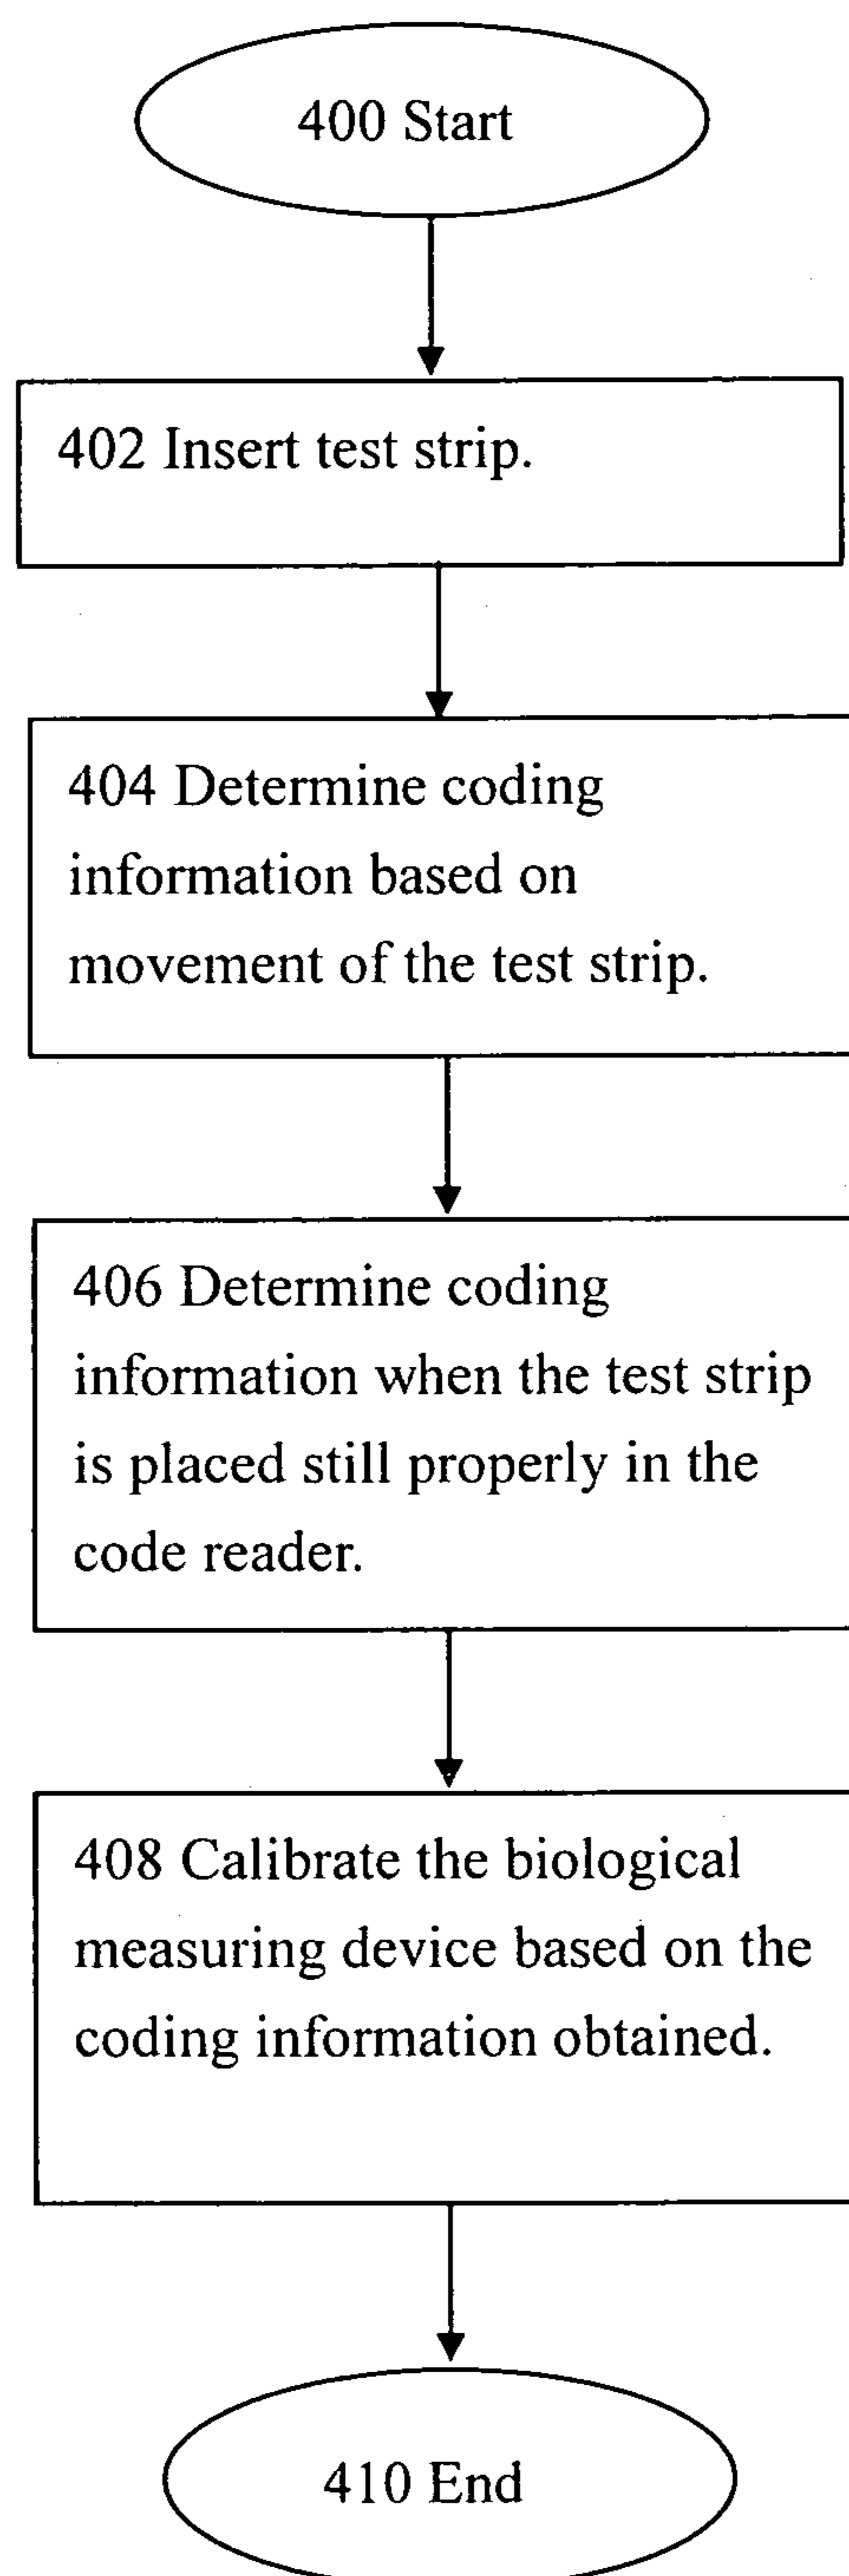 400 Start
402 Insert test strip.
404 Determine coding
information based on
movement of the test strip.
406 Determine coding
information when the test strip
is placed still properly in the
code reader.
408 Calibrate the biological
measuring device based on the
coding information obtained.
410 End